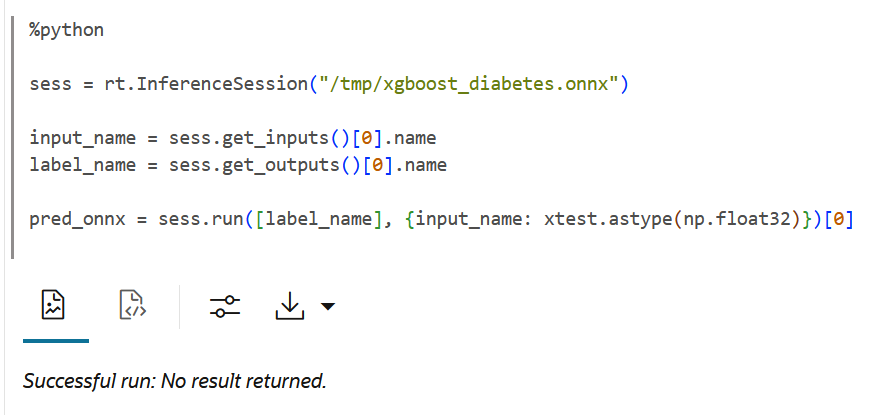 %python
sess = rt.InferenceSession("/tmp/xgboost_diabetes.onnx")
input_name = sess.get_inputs()[0].name
label_name = sess.get_outputs()[0].name
pred_onnx = sess.run([label_name], {input_name: xtest.astype(np.float32)})[0]
Successful run: No result returned.